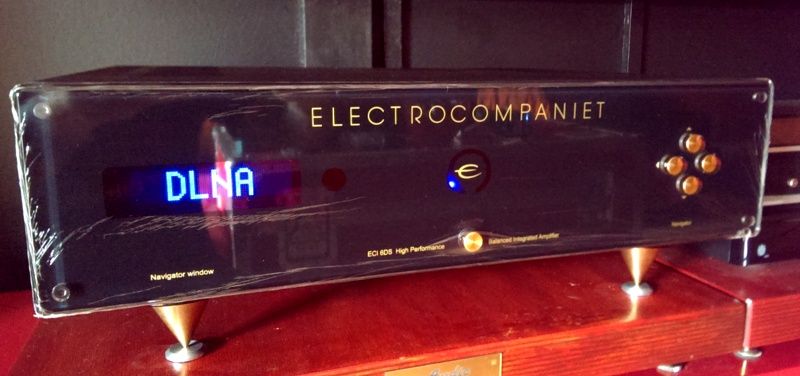 ELECTROCOMPANIET
DLNA
e
ECI 6DS High Performance
Balanced Integrated Amplifier
Navigator window
Navigator